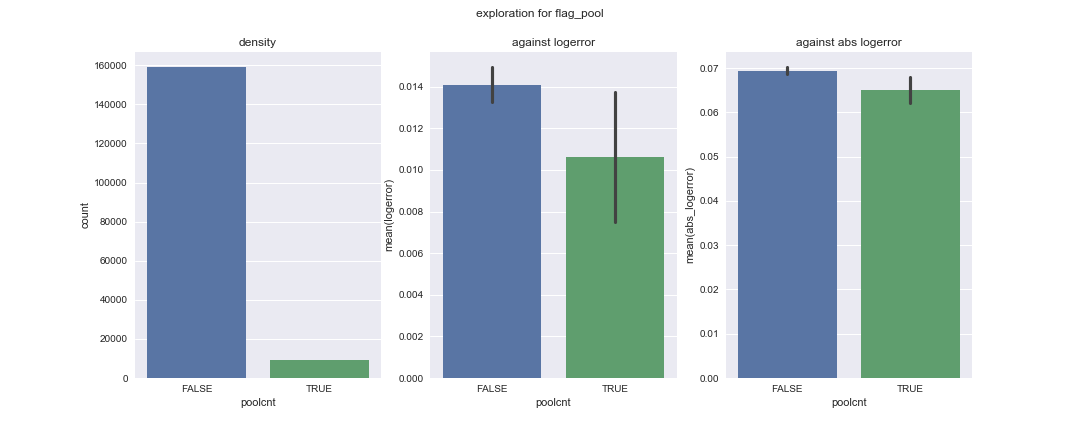 exploration for flag_pool
density
160000
140000
120000
100000
80000
60000
40000
20000
0
count
FALSE
TRUE
poolcnt
against logerror
0.014
0.012
0.010
0.008
0.006
0.004
0.002
0.000
mean(logerror)
FALSE
TRUE
poolcnt
against abs logerror
0.07
0.06
0.05
0.04
0.03
0.02
0.01
0.00
mean(abs_logerror)
FALSE
TRUE
poolcnt